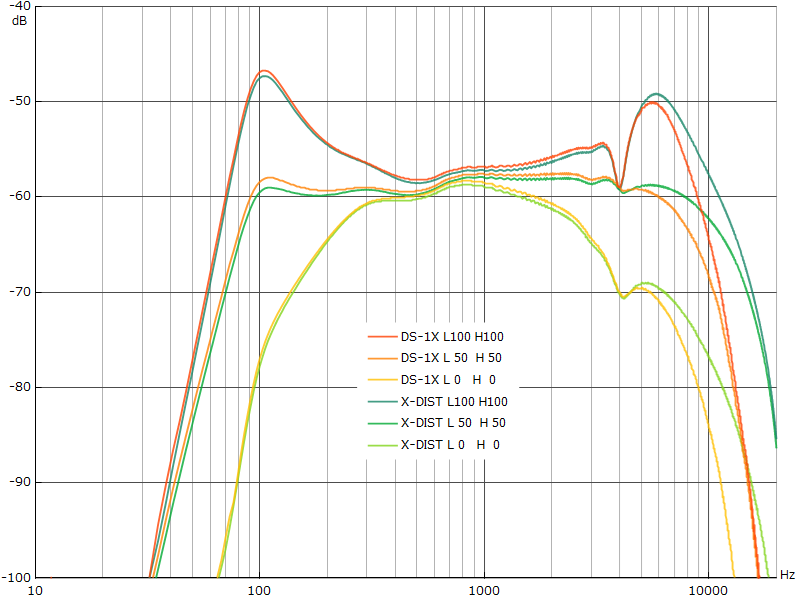 -40
dB
-50
-60
-70
-80
-90
-100
DS-1X L100 H100
DS-1X L 50 H 50
DS-1X L 0 H 0
X-DIST L100 H100
X-DIST L 50 H 50
X-DIST L 0 H 0
10 100 1000 10000 Hz